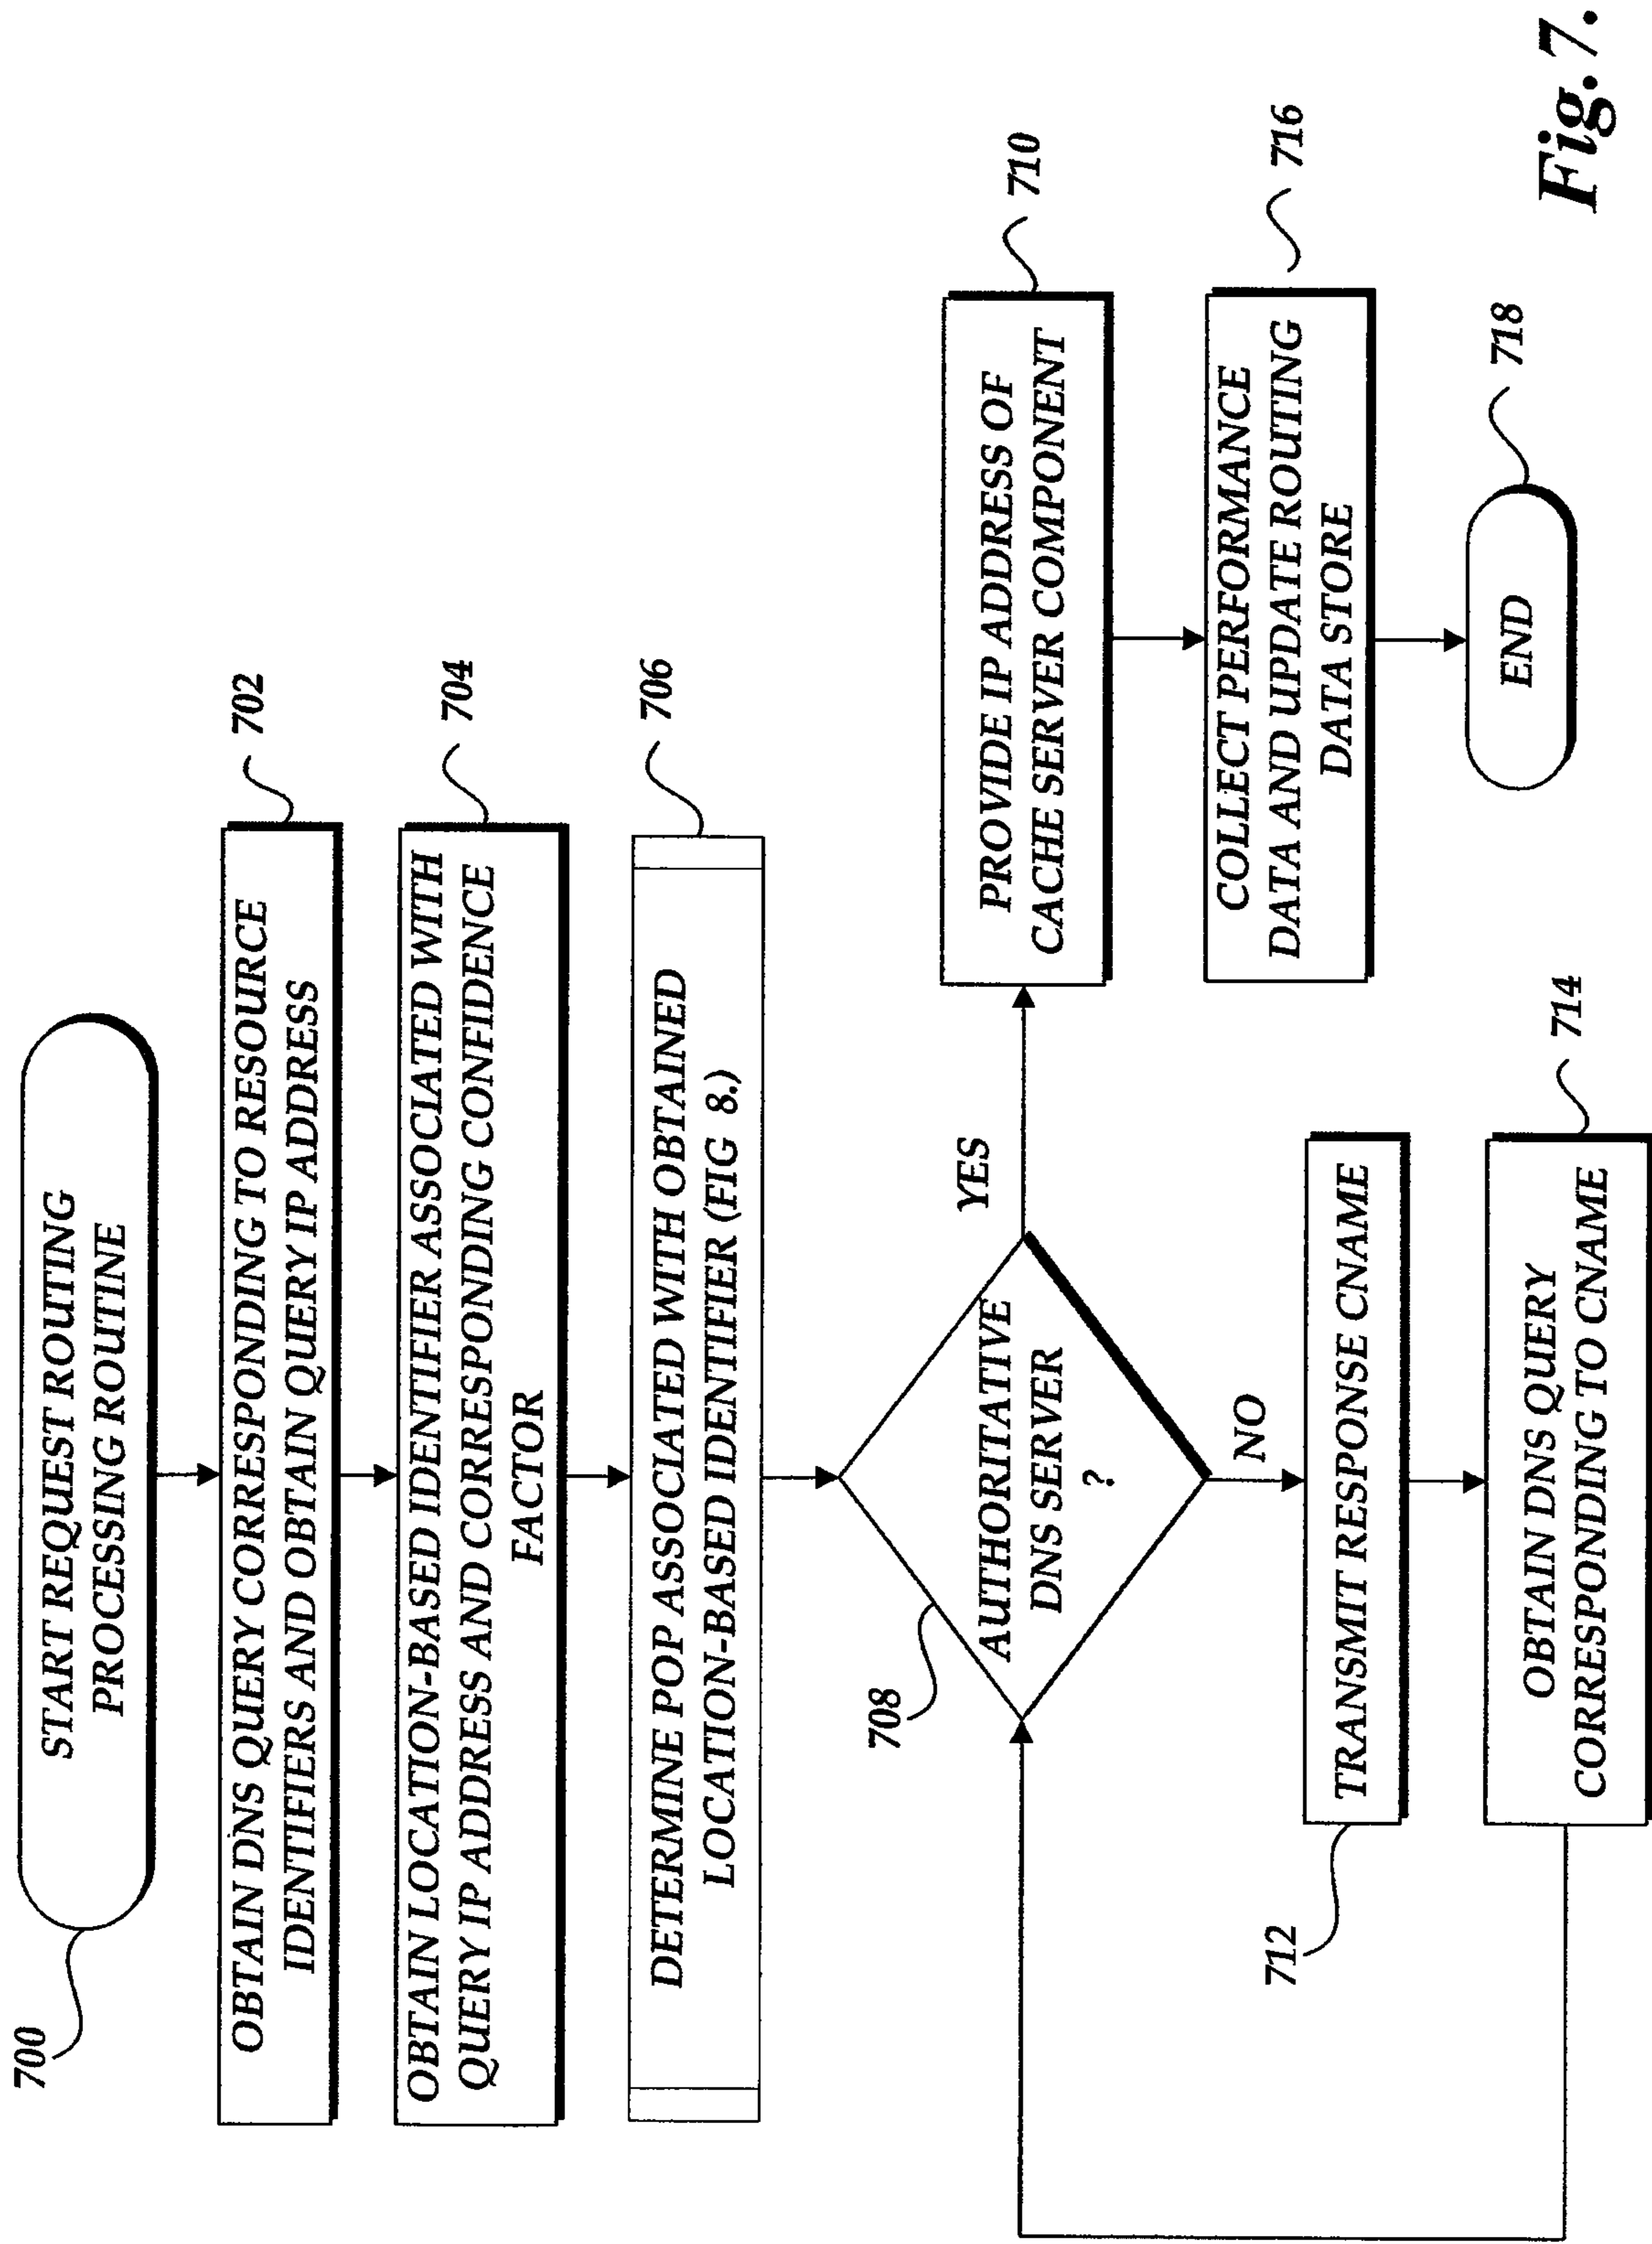 700
START REQUEST ROUTING
PROCESSING ROUTINE
702
OBTAIN DNS QUERY CORRESPONDING TO RESOURCE
IDENTIFIERS AND OBTAIN QUERY IP ADDRESS
704
OBTAIN LOCATION-BASED IDENTIFIER ASSOCIATED WITH
QUERY IP ADDRESS AND CORRESPONDING CONFIDENCE
FACTOR
706
DETERMINE POP ASSOCIATED WITH OBTAINED
LOCATION-BASED IDENTIFIER (FIG 8.)
708
AUTHORITATIVE
DNS SERVER
?
YES
710
PROVIDE IP ADDRESS OF
CACHE SERVER COMPONENT
NO
712
TRANSMIT RESPONSE CNAME
714
OBTAIN DNS QUERY
CORRESPONDING TO CNAME
716
COLLECT PERFORMANCE
DATA AND UPDATE ROUTING
DATA STORE
718
END
Fig.7.